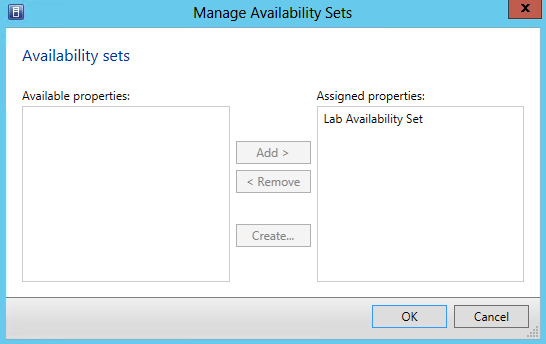 Manage Availability Sets
x
Availability sets
Available properties:
Assigned properties:
Lab Availability Set
Add >
< Remove
Create...
OK
Cancel